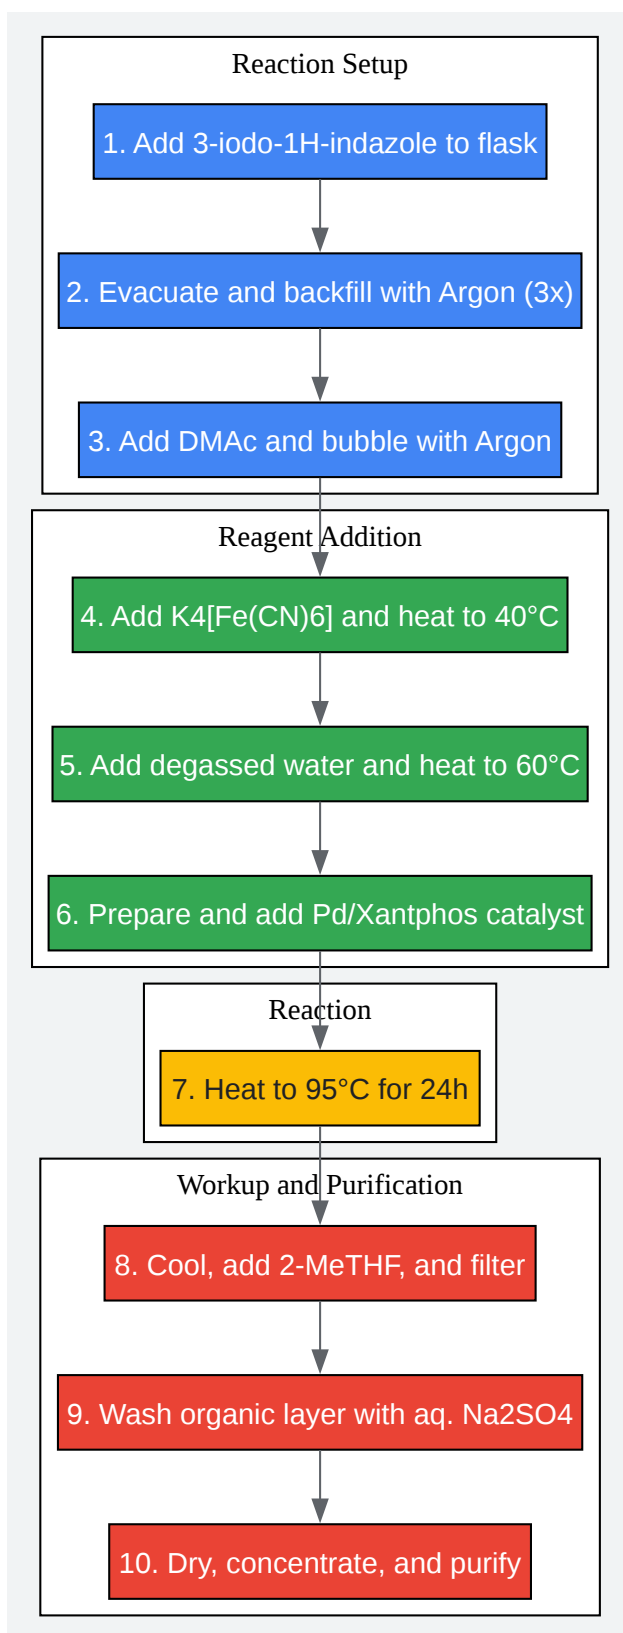 Reaction Setup
1. Add 3-iodo-1H-indazole to flask
2. Evacuate and backfill with Argon (3x)
3. Add DMAc and bubble with Argon
Reagent Addition
4. Add K4[Fe(CN)6] and heat to 40°C
5. Add degassed water and heat to 60°C
6. Prepare and add Pd/Xantphos catalyst
Reaction
7. Heat to 95°C for 24h
Workup and Purification
8. Cool, add 2-MeTHF, and filter
9. Wash organic layer with aq. Na2SO4
10. Dry, concentrate, and purify